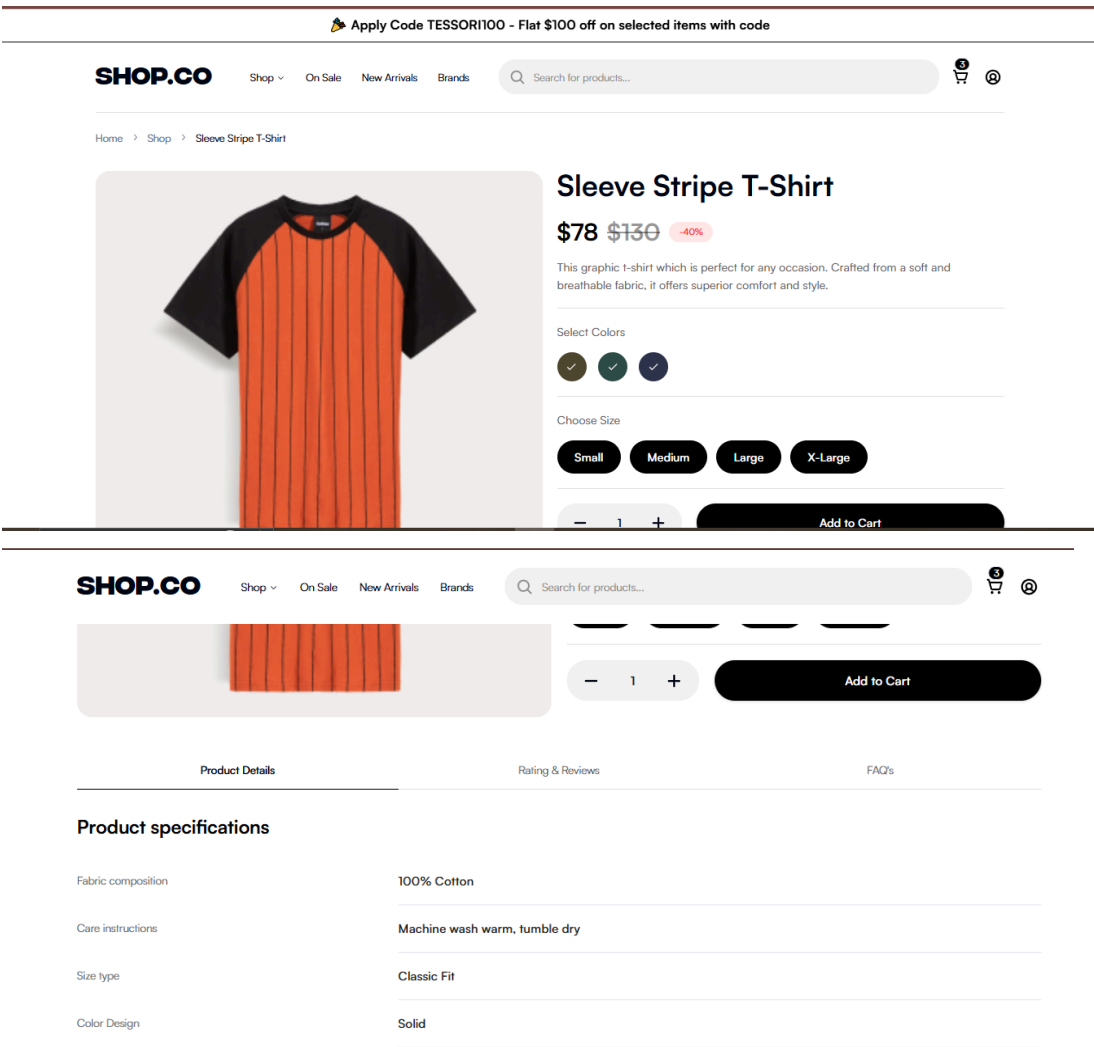 Apply Code TESSORI100 - Flat $100 off on selected items with code
SHOP.CO
Shop
On Sale
New Arrivals
Brands
Search for products...
3
Home > Shop > Sleeve Stripe T-Shirt
Sleeve Stripe T-Shirt
$78 $130 -40%
This graphic t-shirt which is perfect for any occasion. Crafted from a soft and
breathable fabric, it offers superior comfort and style.
Select Colors
Choose Size
Small
Medium
Large
X-Large
− 1 +
Add to Cart
SHOP.CO
Shop
On Sale
New Arrivals
Brands
Search for products...
3
− 1 +
Add to Cart
Product Details
Rating & Reviews
FAQ's
Product specifications
Fabric composition
100% Cotton
Care instructions
Machine wash warm, tumble dry
Size type
Classic Fit
Color Design
Solid